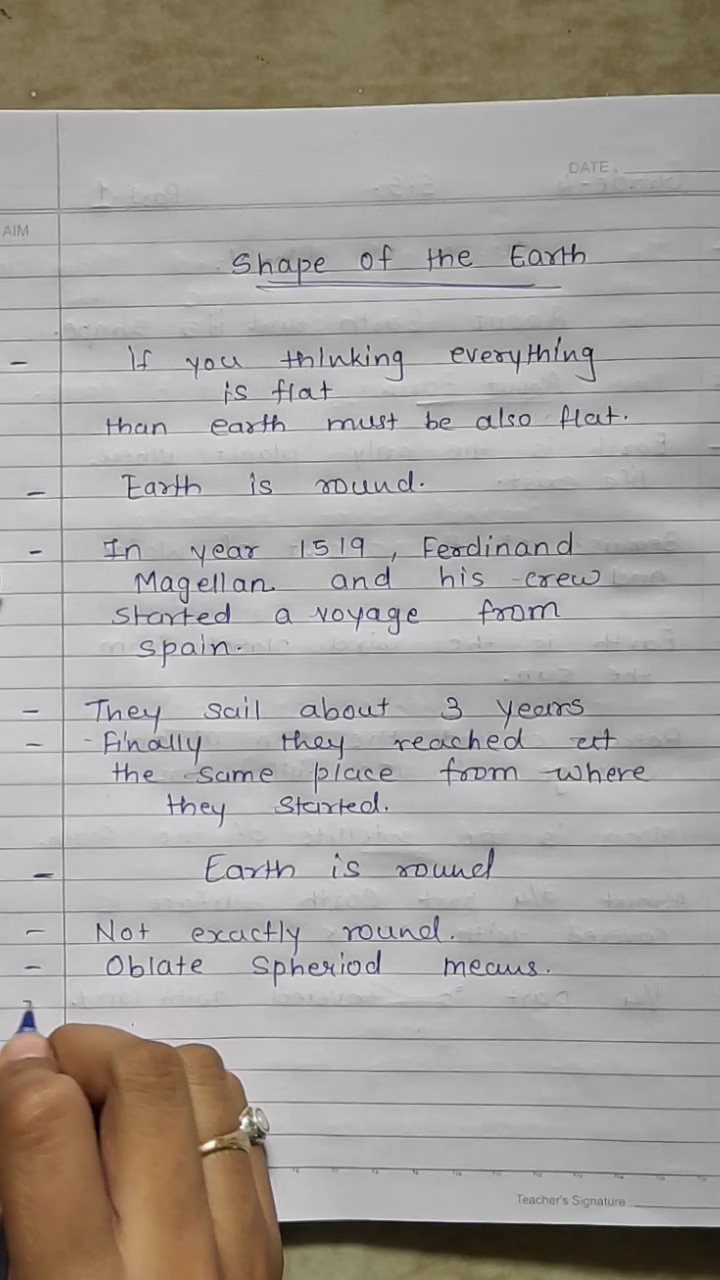 DATE :
AIM
Shape of the Earth
- If you thinking everything
is flat
than earth must be also flat.
- Earth is round.
- In year 1519, Ferdinand
Magellan and his crew
Started a voyage from
spain.
- They sail about 3 years
- Finally they reached at
the same place from where
they started.
- Earth is round
- Not exactly round.
- Oblate Spheriod means.
Teacher's Signature